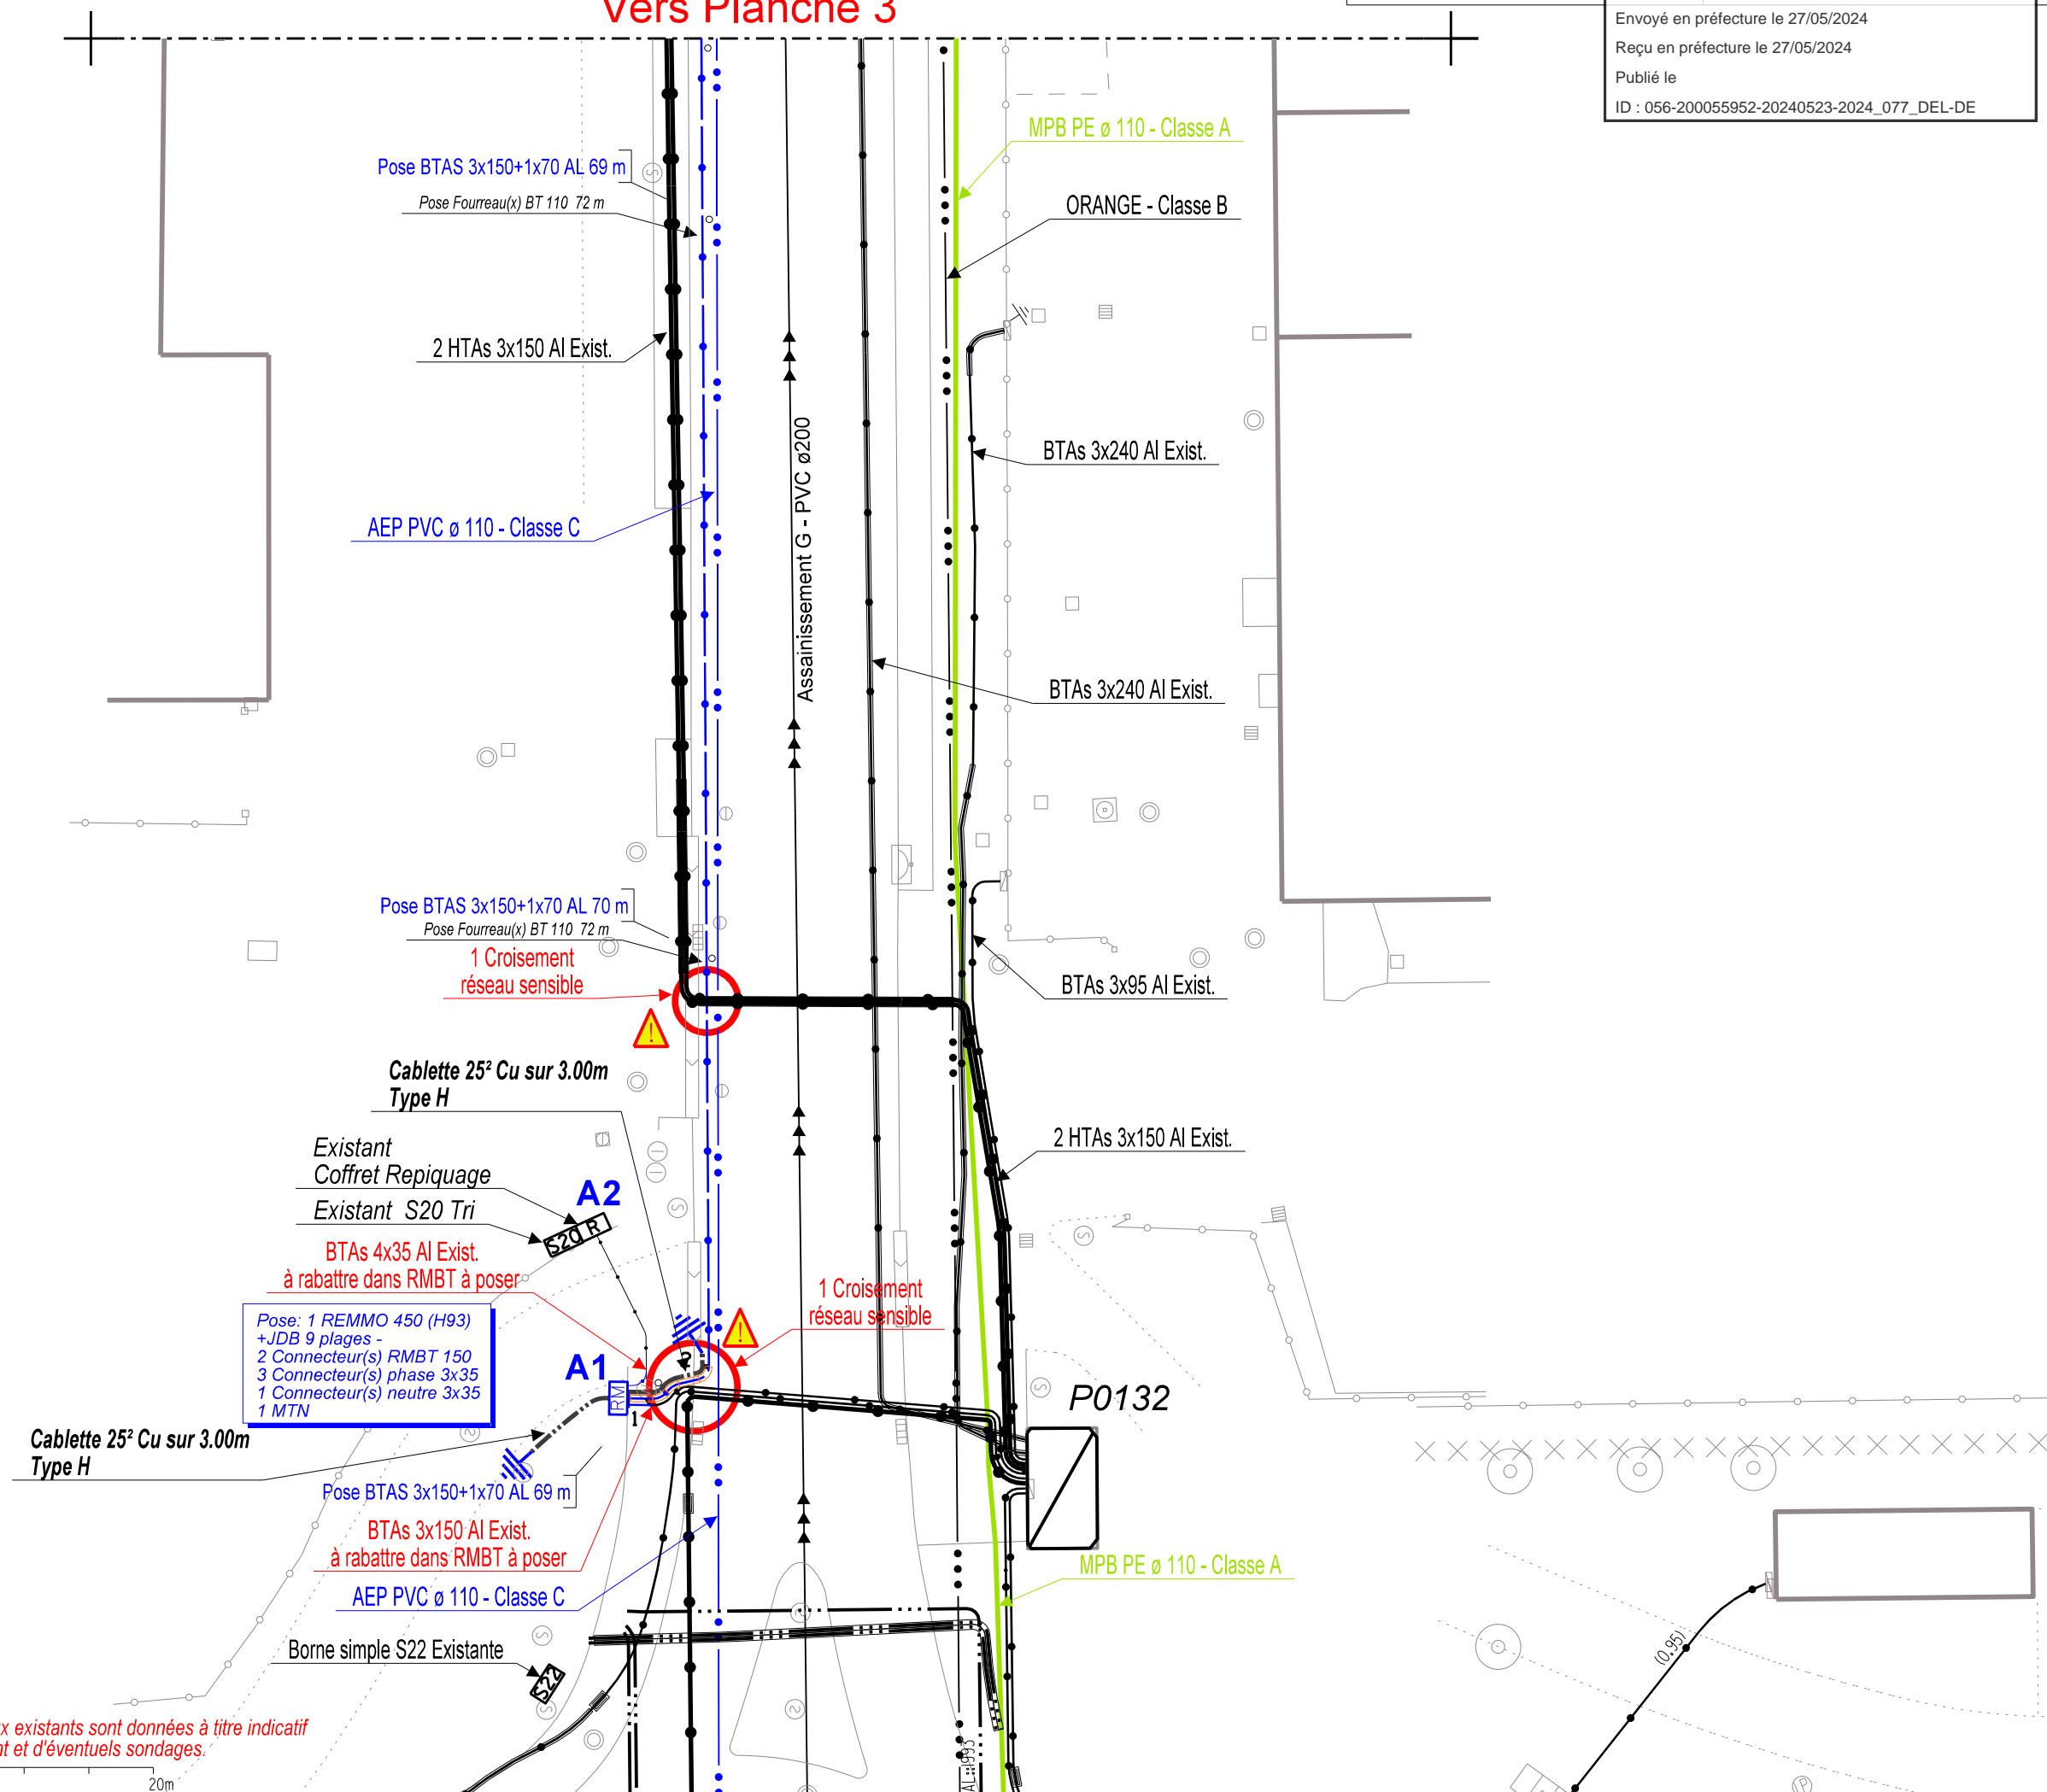 Vers Planche 3
Envoyé en préfecture le 27/05/2024
Reçu en préfecture le 27/05/2024
Publié le
ID : 056-200055952-20240523-2024_077_DEL-DE
MPB PE ø 110 - Classe A
Pose BTAS 3x150+1x70 AL 69 m
Pose Fourreau(x) BT 110 72 m
ORANGE - Classe B
2 HTAs 3x150 Al Exist.
BTAs 3x240 Al Exist.
Assainissement G - PVC ø200
AEP PVC ø 110 - Classe C
BTAs 3x240 Al Exist.
Pose BTAS 3x150+1x70 AL 70 m
Pose Fourreau(x) BT 110 72 m
1 Croisement
réseau sensible
BTAs 3x95 Al Exist.
Cablette 25² Cu sur 3.00m
Type H
2 HTAs 3x150 Al Exist.
Existant
Coffret Repiquage
A2
Existant S20 Tri
S20 R
BTAs 4x35 Al Exist.
à rabattre dans RMBT à poser
1 Croisement
réseau sensible
Pose: 1 REMMO 450 (H93)
+JDB 9 plages -
2 Connecteur(s) RMBT 150
3 Connecteur(s) phase 3x35
1 Connecteur(s) neutre 3x35
1 MTN
A1
RM
1
2
P0132
Cablette 25² Cu sur 3.00m
Type H
Pose BTAS 3x150+1x70 AL 69 m
BTAs 3x150 Al Exist.
à rabattre dans RMBT à poser
MPB PE ø 110 - Classe A
AEP PVC ø 110 - Classe C
Borne simple S22 Existante
S22
(0.95)
x existants sont données à titre indicatif
t et d'éventuels sondages.
20m